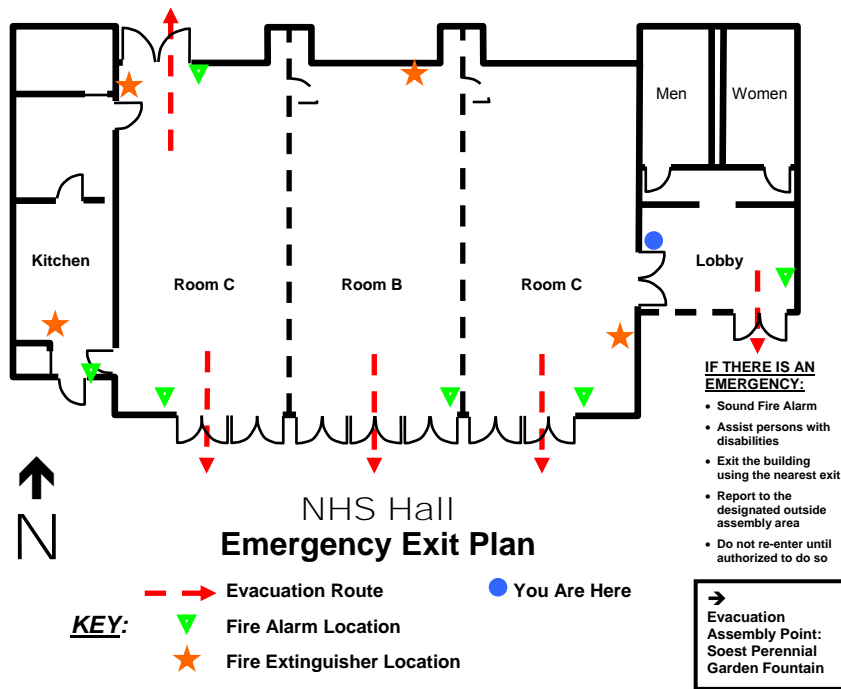 Men
Women
Kitchen
Lobby
Room C
Room B
Room C
IF THERE IS AN
EMERGENCY:
• Sound Fire Alarm
• Assist persons with
disabilities
• Exit the building
using the nearest exit
• Report to the
designated outside
assembly area
• Do not re-enter until
authorized to do so
N
NHS Hall
Emergency Exit Plan
KEY:
Evacuation Route
You Are Here
Fire Alarm Location
Fire Extinguisher Location
➔
Evacuation
Assembly Point:
Soest Perennial
Garden Fountain